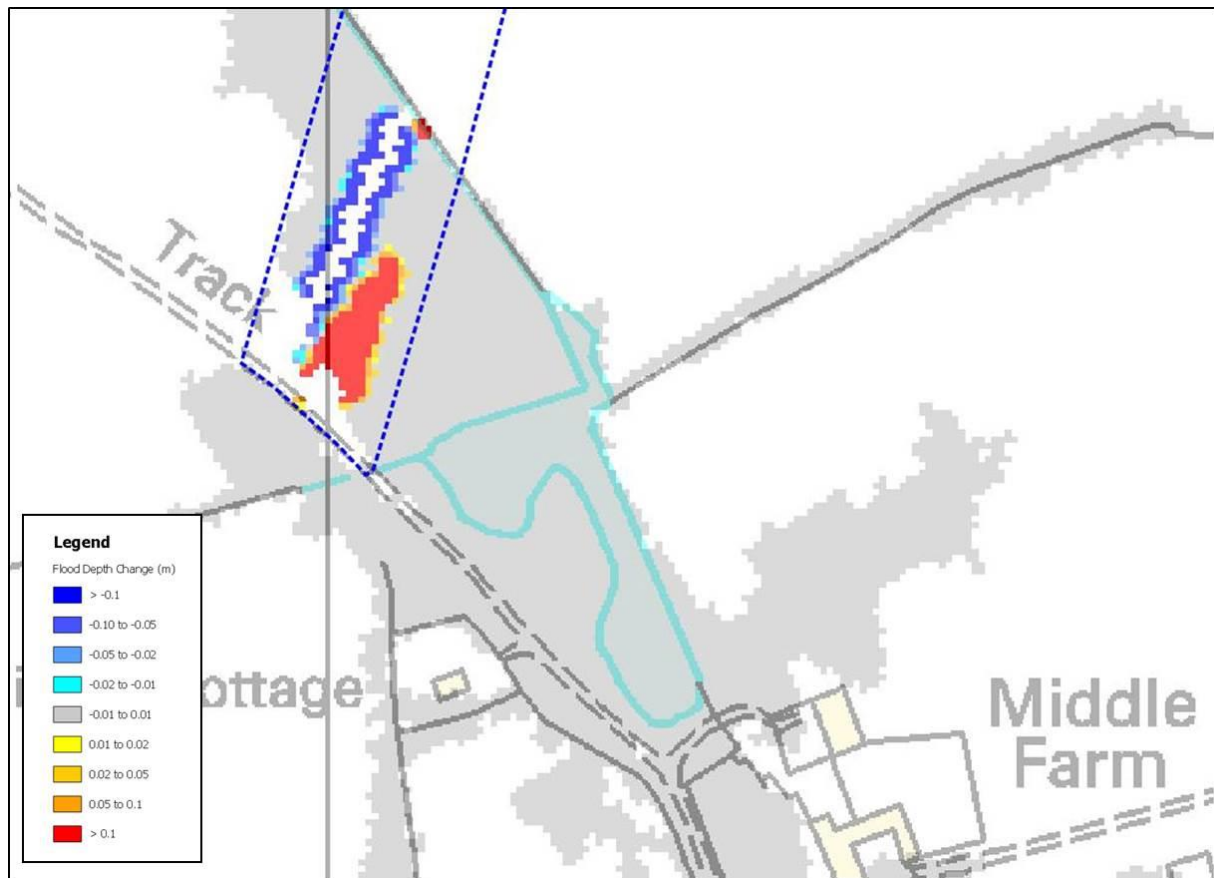 Track
ottage
Middle
Farm
Legend
Flood Depth Change (m)
> -0.1
-0.10 to -0.05
-0.05 to -0.02
-0.02 to -0.01
-0.01 to 0.01
0.01 to 0.02
0.02 to 0.05
0.05 to 0.1
> 0.1